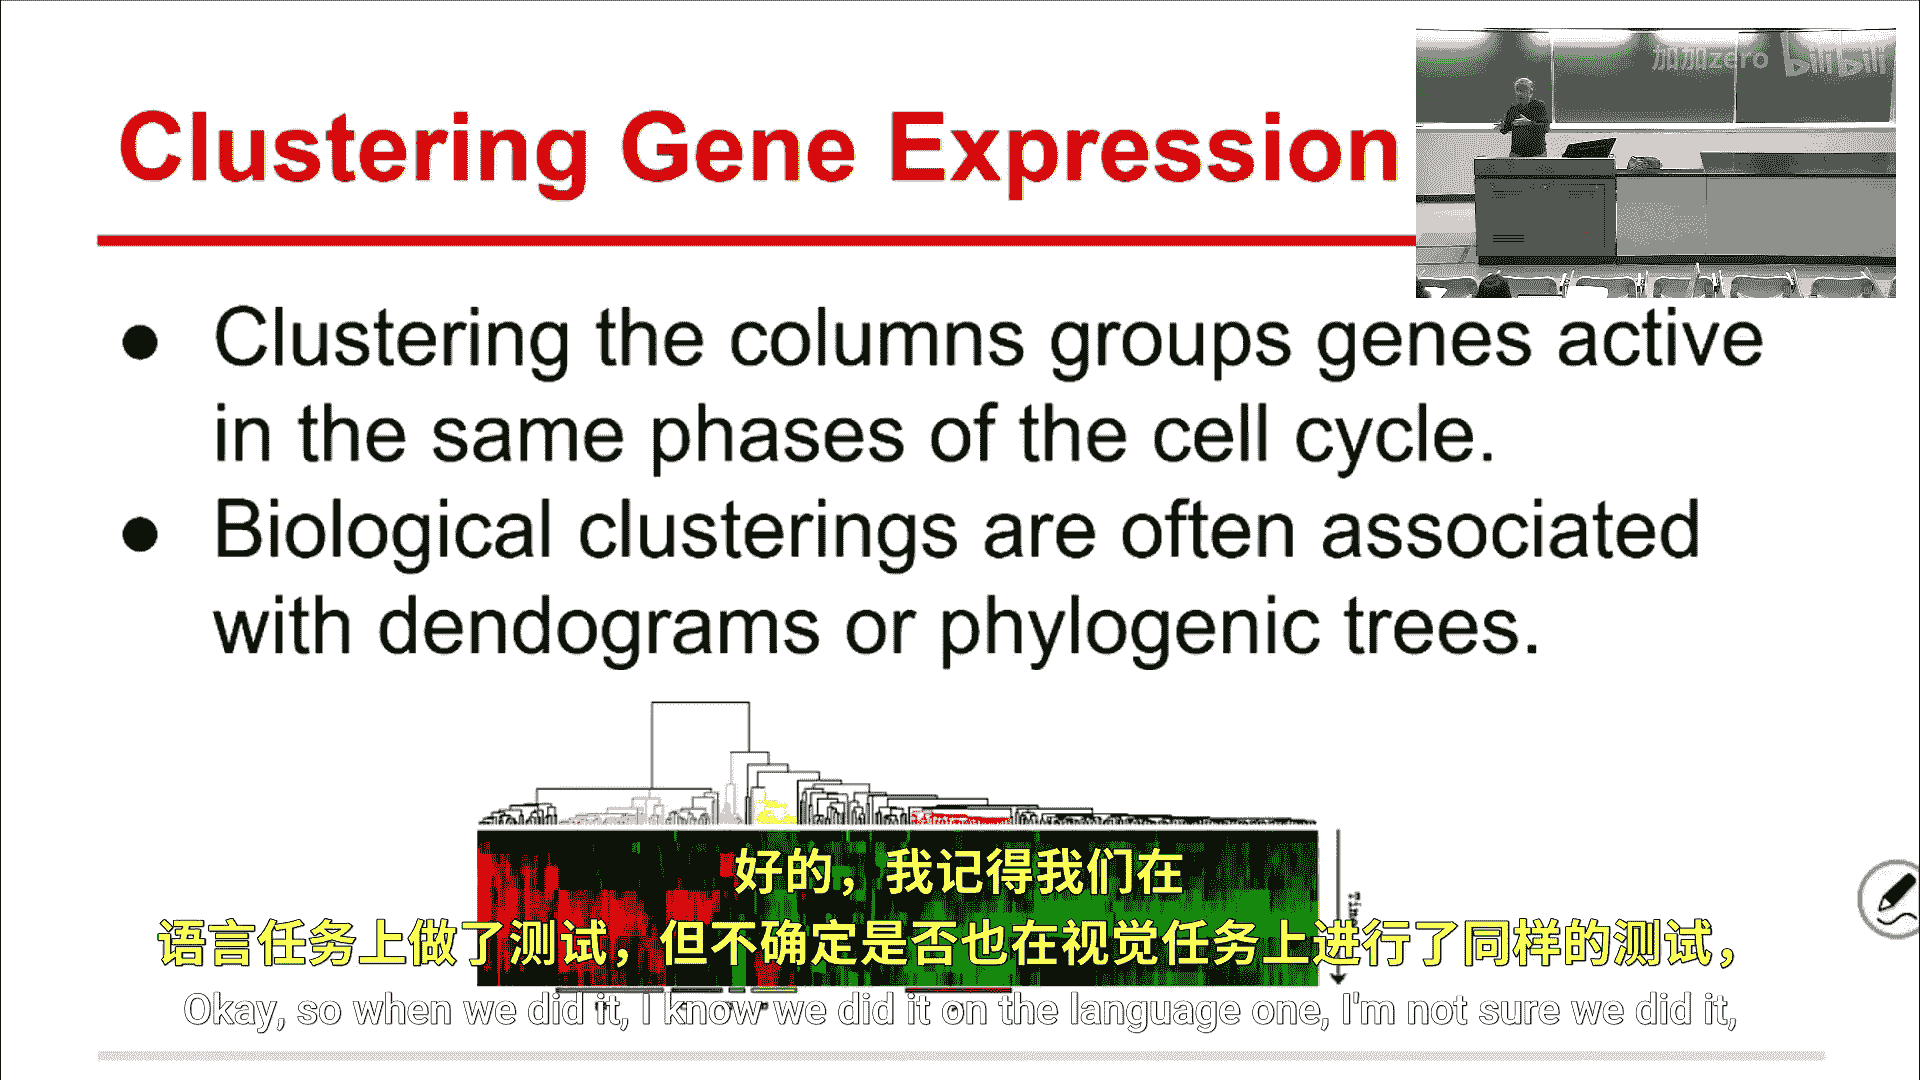 加加zero bilibili
Clustering Gene Expression
● Clustering the columns groups genes active
in the same phases of the cell cycle.
● Biological clusterings are often associated
with dendograms or phylogenic trees.
好的，我记得我们在
语言任务上做了测试，但不确定是否也在视觉任务上进行了同样的测试，
Okay, so when we did it, I know we did it on the language one, I'm not sure we did it,